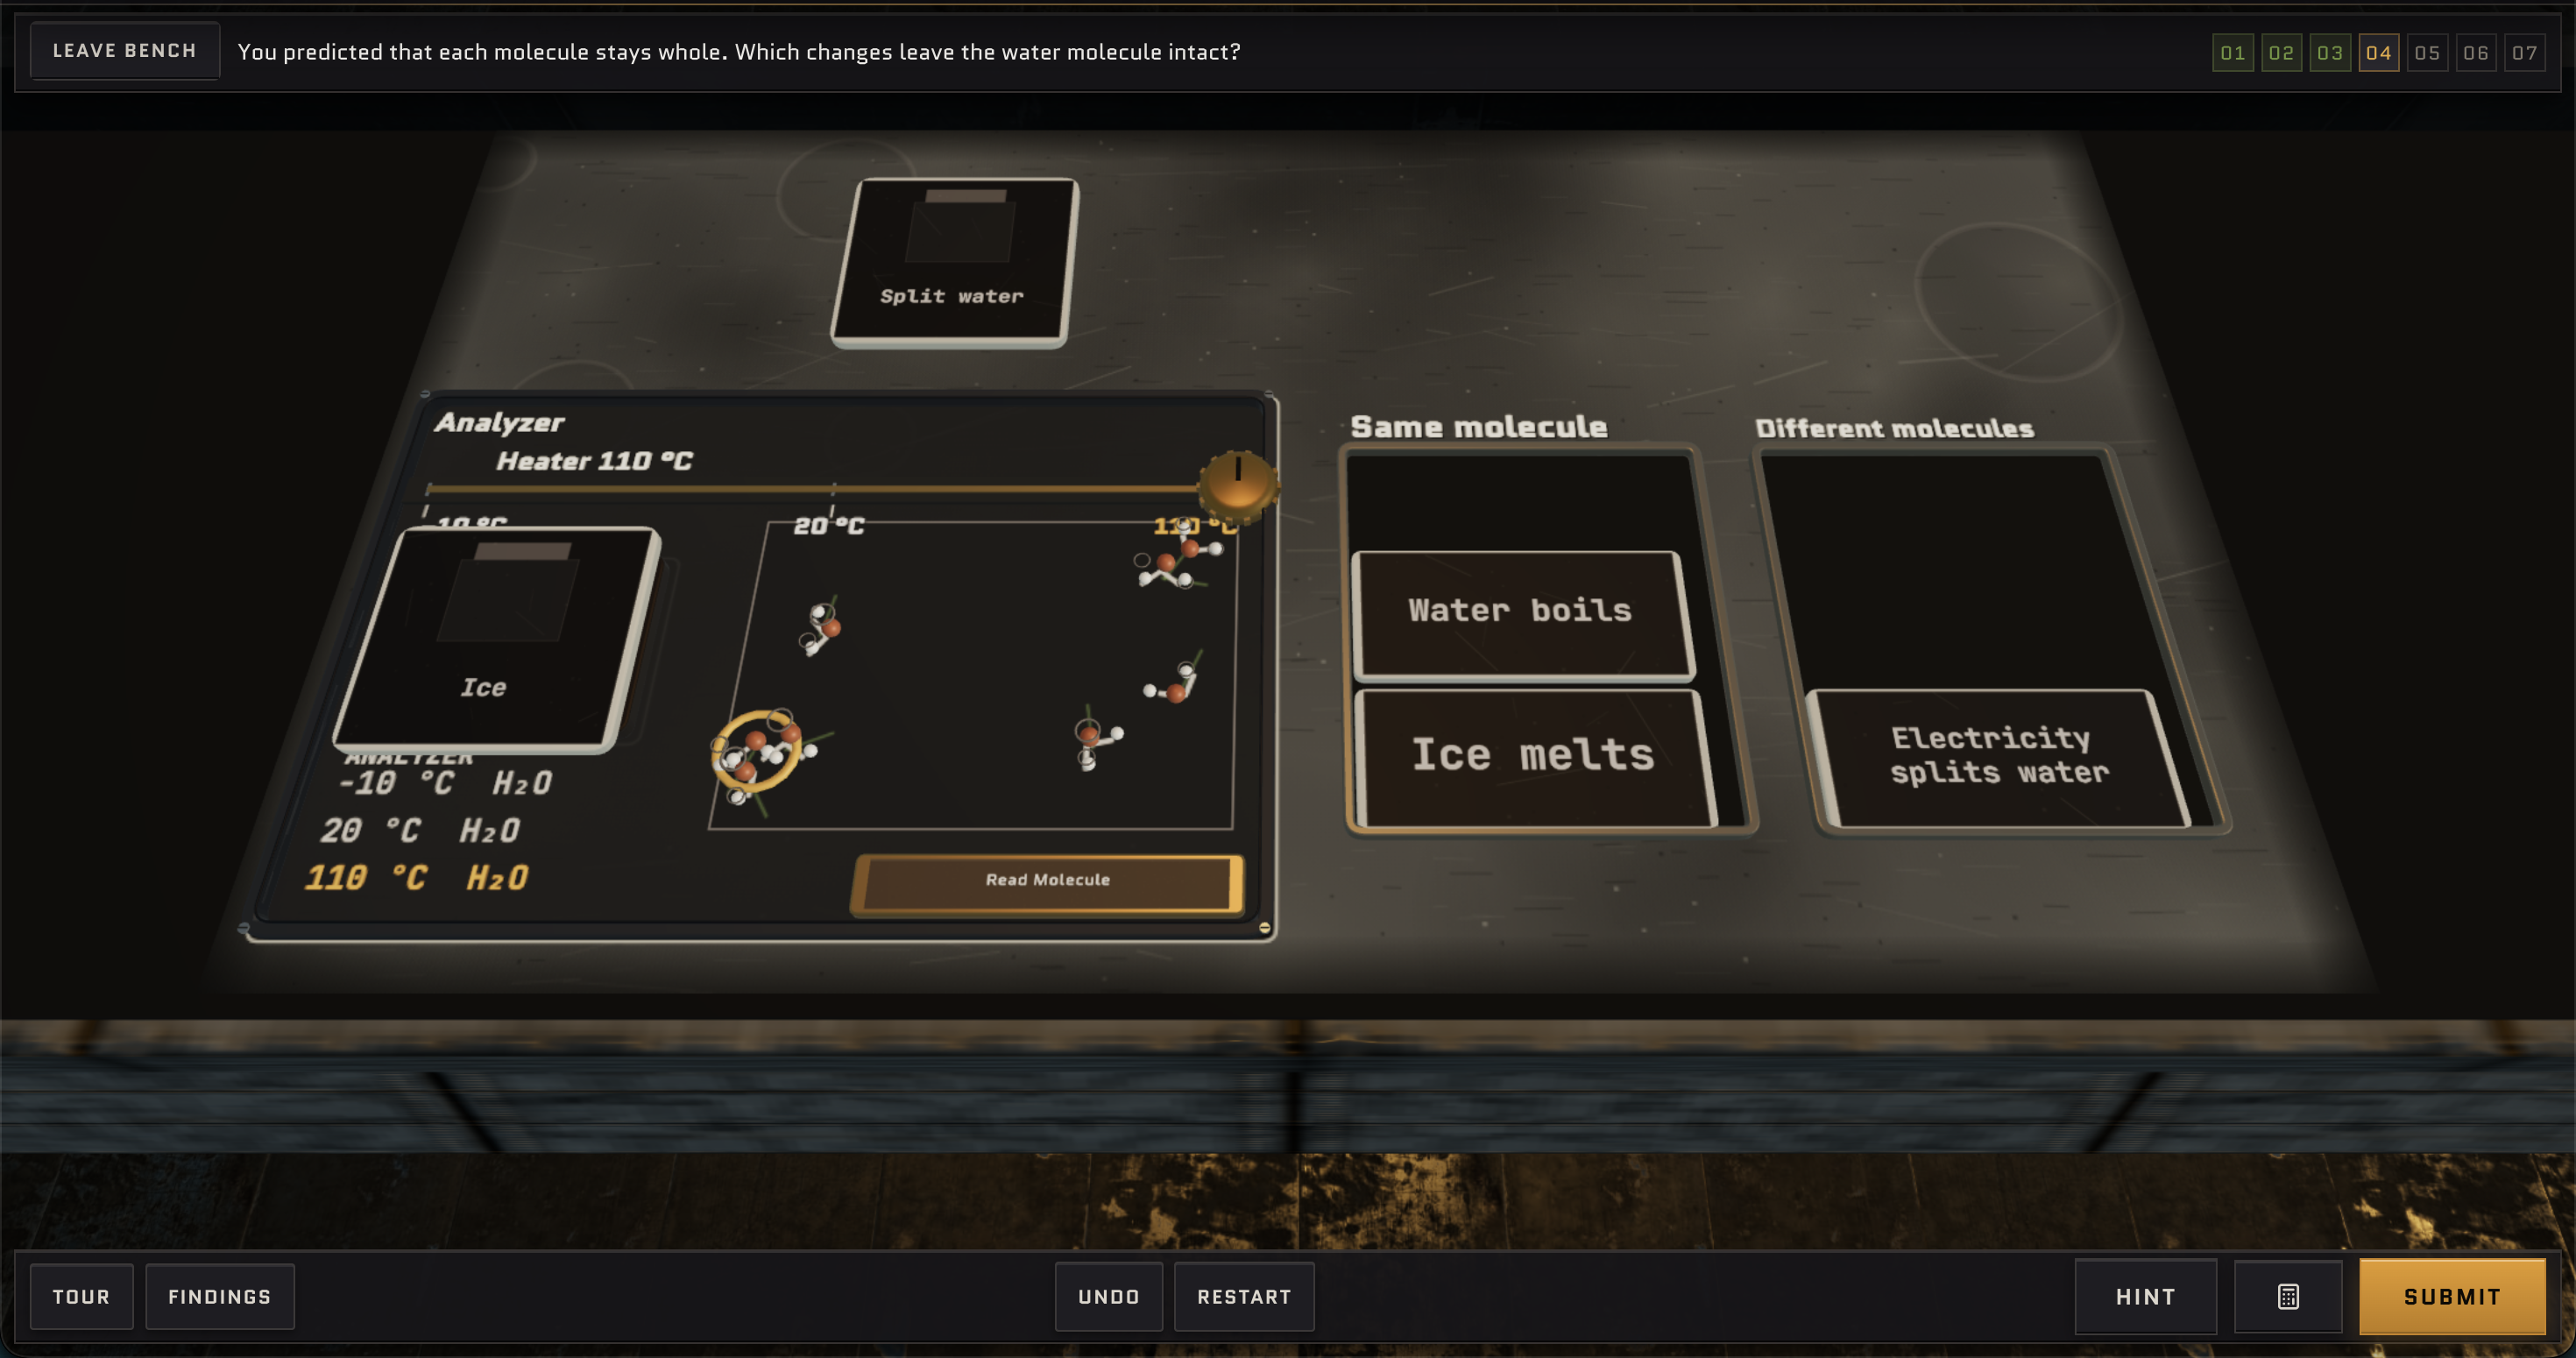 LEAVE BENCH
You predicted that each molecule stays whole. Which changes leave the water molecule intact?
01 02 03 04 05 06 07
Split water
Analyzer
Heater 110 °C
20 °C
110 °C
Ice
ANALYZER
-10 °C H₂O
20 °C H₂O
110 °C H₂O
Read Molecule
Same molecule
Water boils
Ice melts
Different molecules
Electricity
splits water
TOUR
FINDINGS
UNDO
RESTART
HINT
SUBMIT